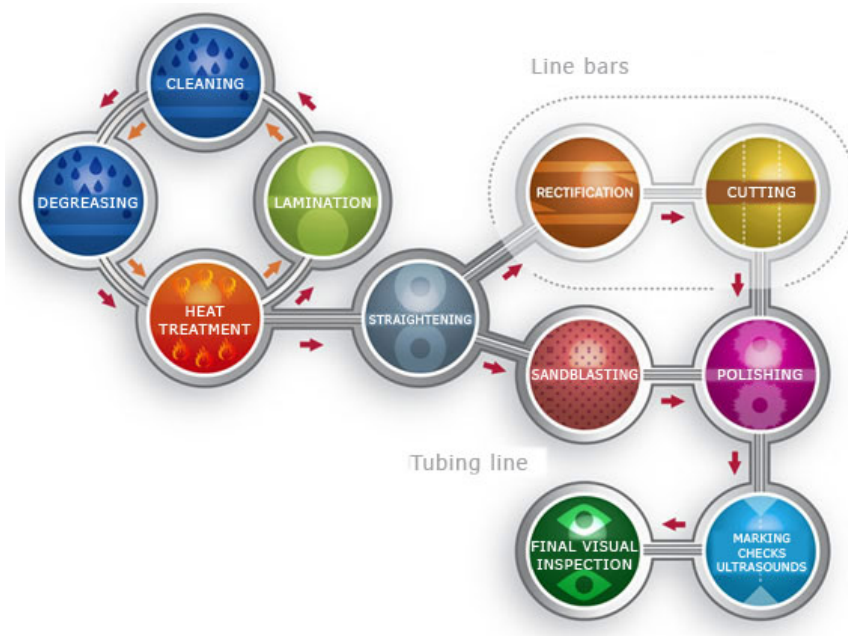 CLEANING
Line bars
DEGREASING
LAMINATION
RECTIFICATION
CUTTING
HEAT
TREATMENT
STRAIGHTENING
SANDBLASTING
POLISHING
Tubing line
FINAL VISUAL
INSPECTION
MARKING
CHECKS
ULTRASOUNDS